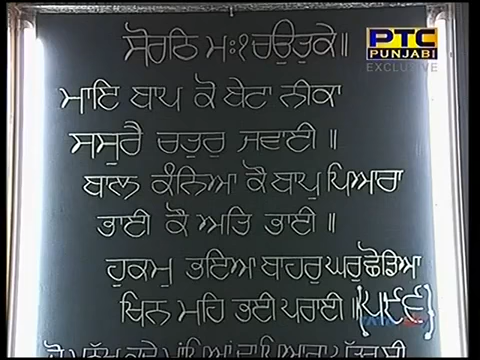 PTC
PUNJABI
EXCLUSIVE
ਸੋਰਠਿ ਮਃ ੧ ਚਉਤੁਕੇ ॥
ਮਾਇ ਬਾਪ ਕੋ ਬੇਟਾ ਨੀਕਾ
ਸਸੁਰੈ ਚਤੁਰੁ ਜਵਾਈ ॥
ਬਾਲ ਕੰਨਿਆ ਕੌ ਬਾਪੁ ਪਿਆਰਾ
ਭਾਈ ਕੌ ਅਤਿ ਭਾਈ ॥
ਹੁਕਮੁ ਭਇਆ ਬਾਹਰੁ ਘਰੁ ਛੋਡਿਆ
ਖਿਨ ਮਹਿ ਭਈ ਪਰਾਈ ॥